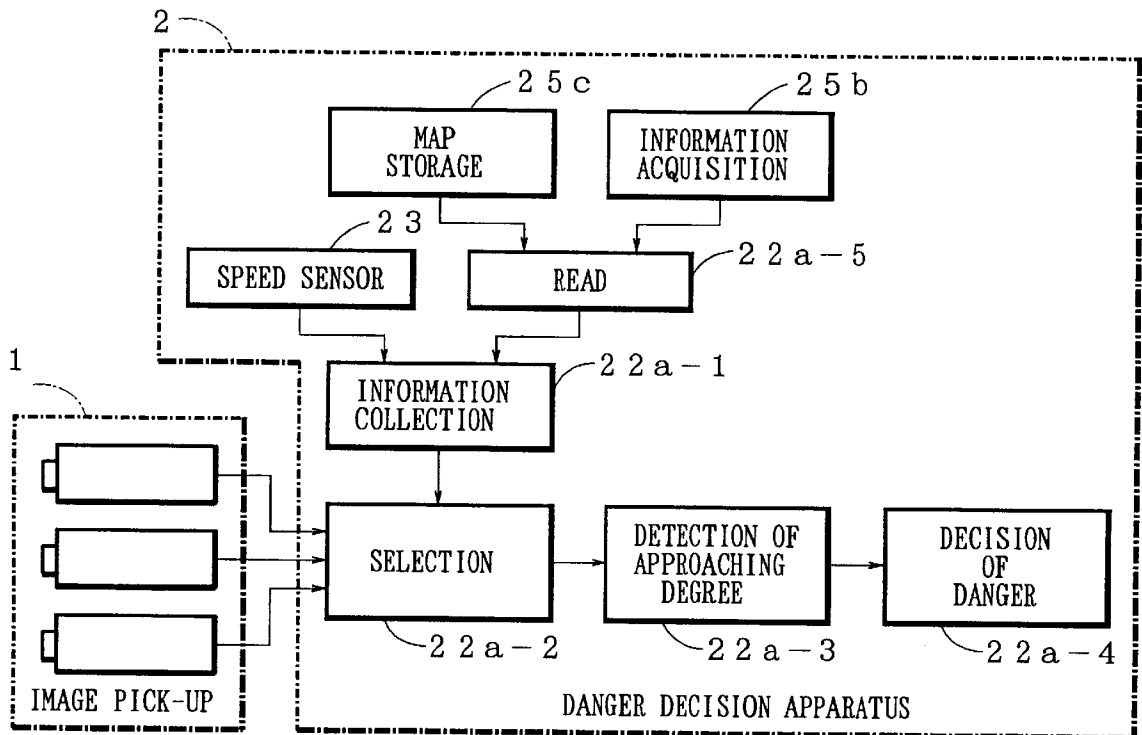 2
25c
25b
MAP
STORAGE
INFORMATION
ACQUISITION
23
22a-5
SPEED SENSOR
READ
1
22a-1
INFORMATION
COLLECTION
SELECTION
DETECTION OF
APPROACHING
DEGREE
DECISION
OF
DANGER
22a-2
22a-3
22a-4
IMAGE PICK-UP
DANGER DECISION APPARATUS